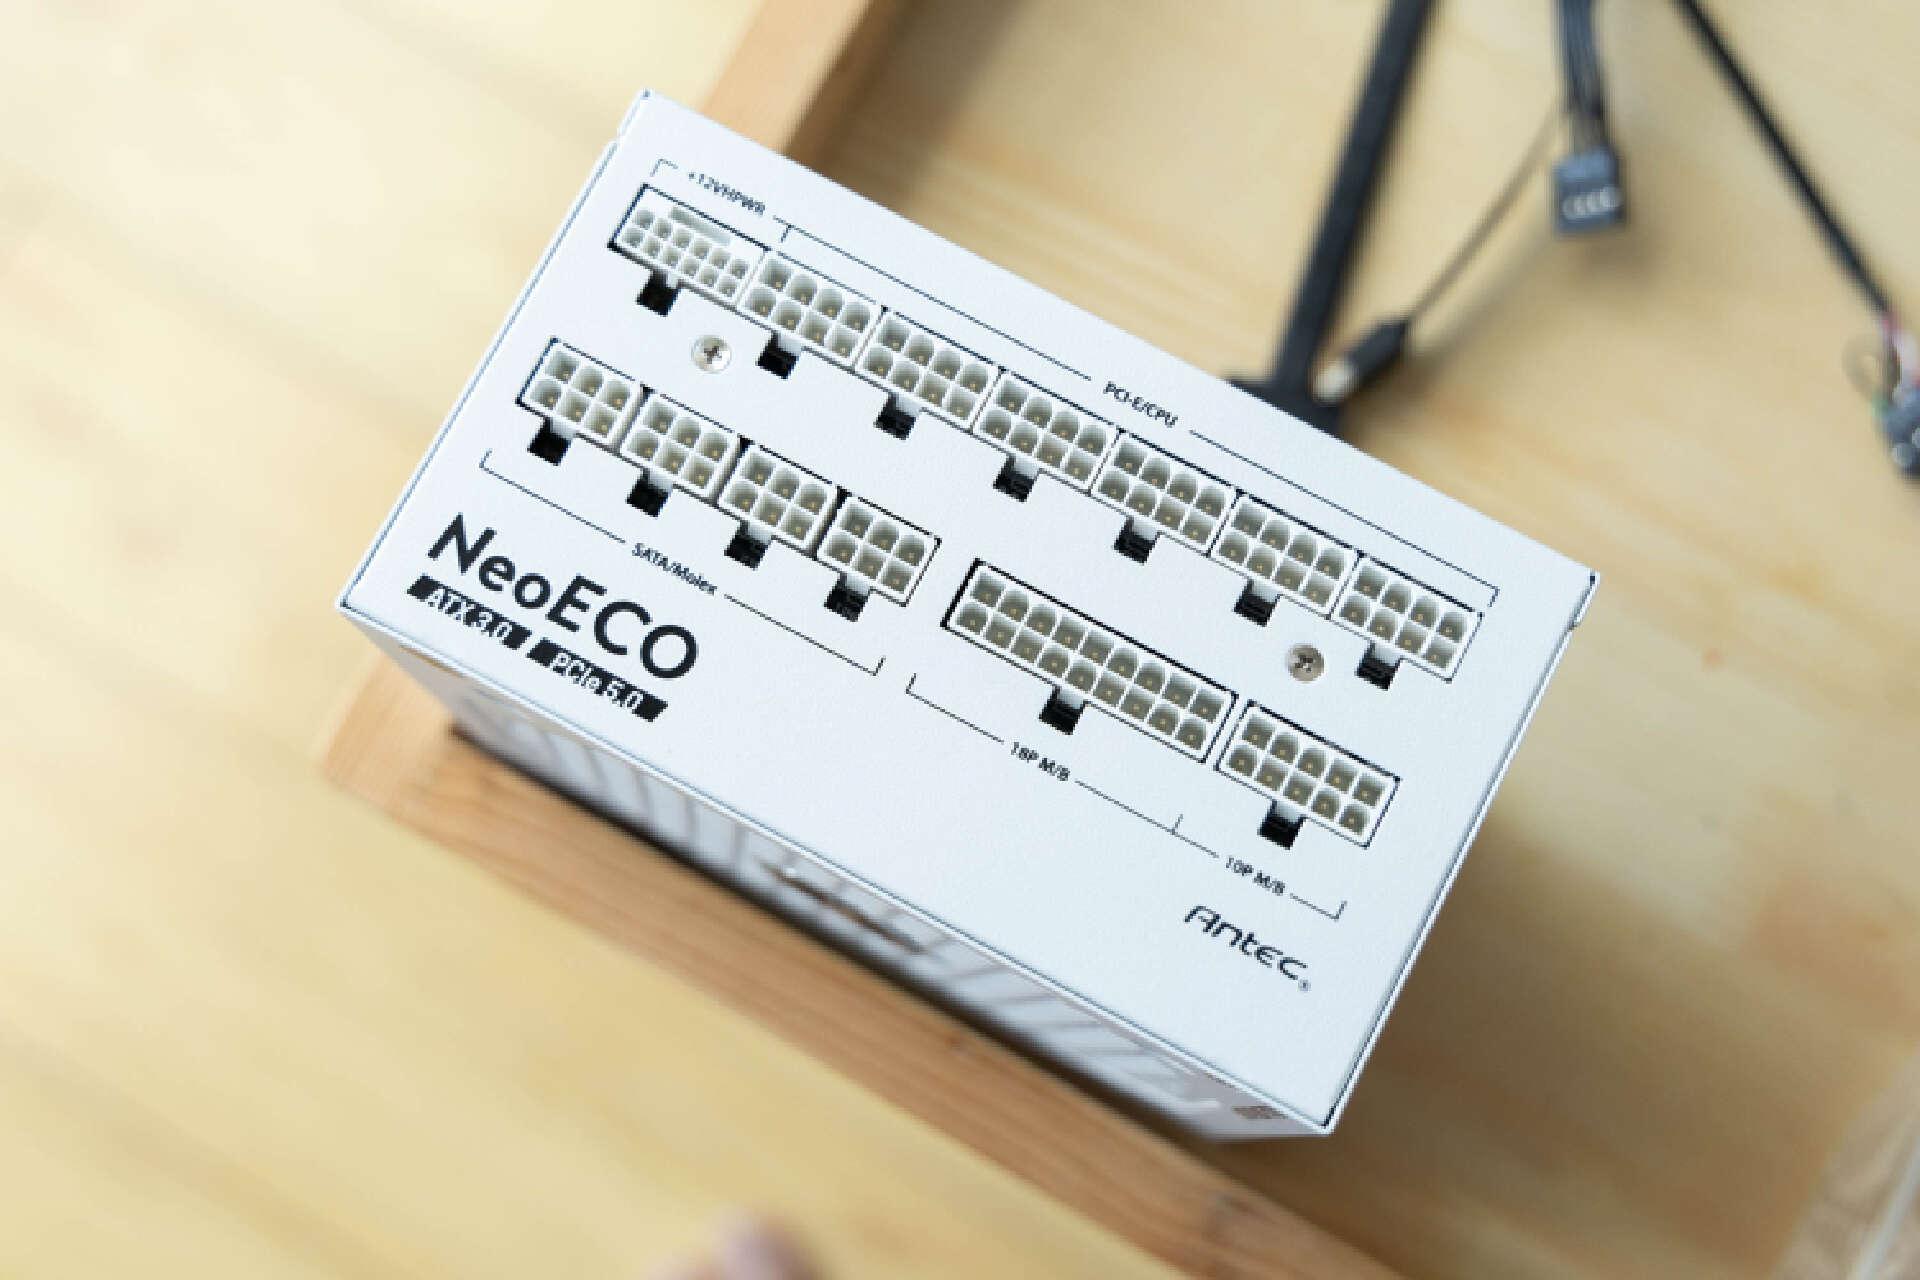 +12VHPWR
PCI-E/CPU
SATA/Molex
NeoECO
ATX 3.0 / PCIe 5.0
18P M/B
10P M/B
Antec®